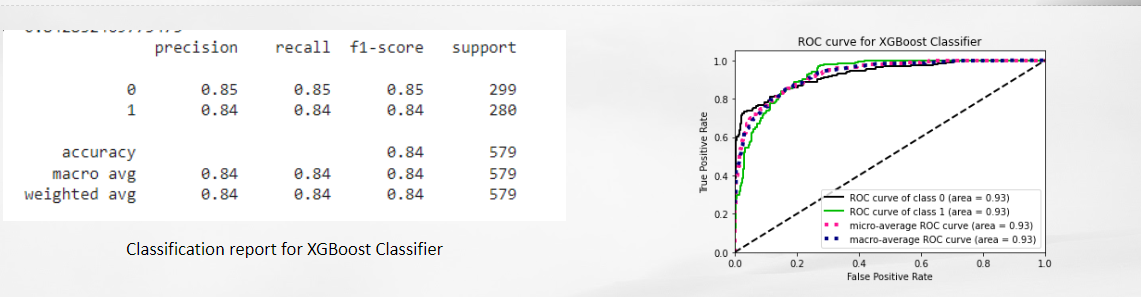 precision recall f1-score support
0 0.85 0.85 0.85 299
1 0.84 0.84 0.84 280
accuracy 0.84 579
macro avg 0.84 0.84 0.84 579
weighted avg 0.84 0.84 0.84 579
Classification report for XGBoost Classifier
ROC curve for XGBoost Classifier
True Positive Rate
1.0
0.8
0.6
0.4
0.2
0.0
ROC curve of class 0 (area = 0.93)
ROC curve of class 1 (area = 0.93)
micro-average ROC curve (area = 0.93)
macro-average ROC curve (area = 0.93)
0.0 0.2 0.4 0.6 0.8 1.0
False Positive Rate